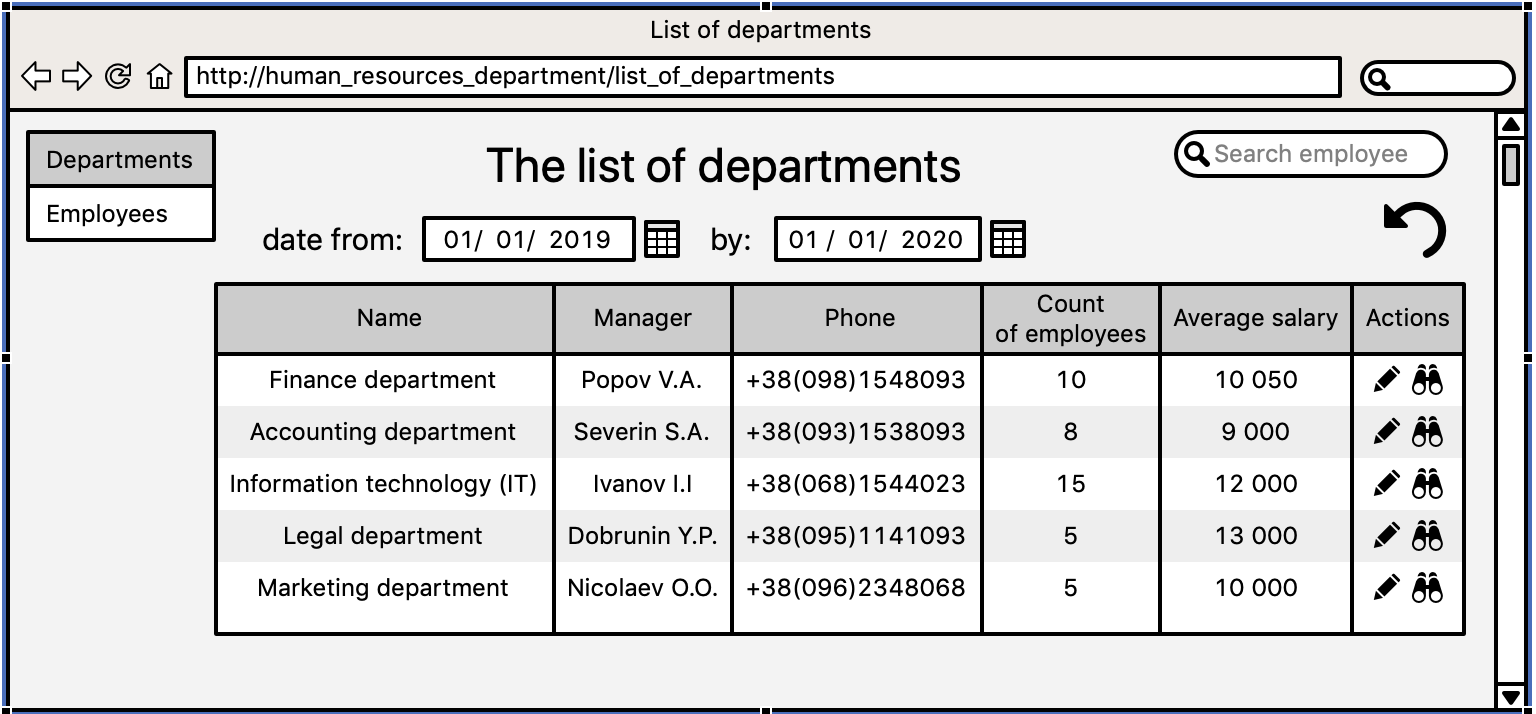 List of departments
http://human_resources_department/list_of_departments
Departments
Employees
The list of departments
Search employee
date from: 01/ 01/ 2019 by: 01 / 01/ 2020
Name Manager Phone Count of employees Average salary Actions
Finance department Popov V.A. +38(098)1548093 10 10 050
Accounting department Severin S.A. +38(093)1538093 8 9 000
Information technology (IT) Ivanov I.I +38(068)1544023 15 12 000
Legal department Dobrunin Y.P. +38(095)1141093 5 13 000
Marketing department Nicolaev O.O. +38(096)2348068 5 10 000